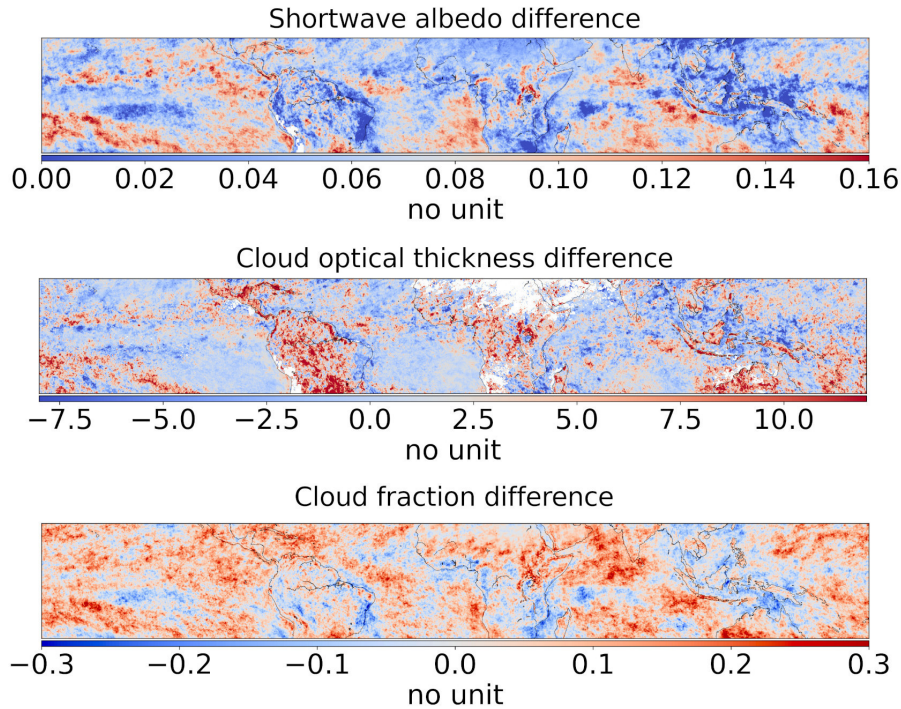 Shortwave albedo difference
0.00 0.02 0.04 0.06 0.08 0.10 0.12 0.14 0.16
no unit
Cloud optical thickness difference
−7.5 −5.0 −2.5 0.0 2.5 5.0 7.5 10.0
no unit
Cloud fraction difference
−0.3 −0.2 −0.1 0.0 0.1 0.2 0.3
no unit